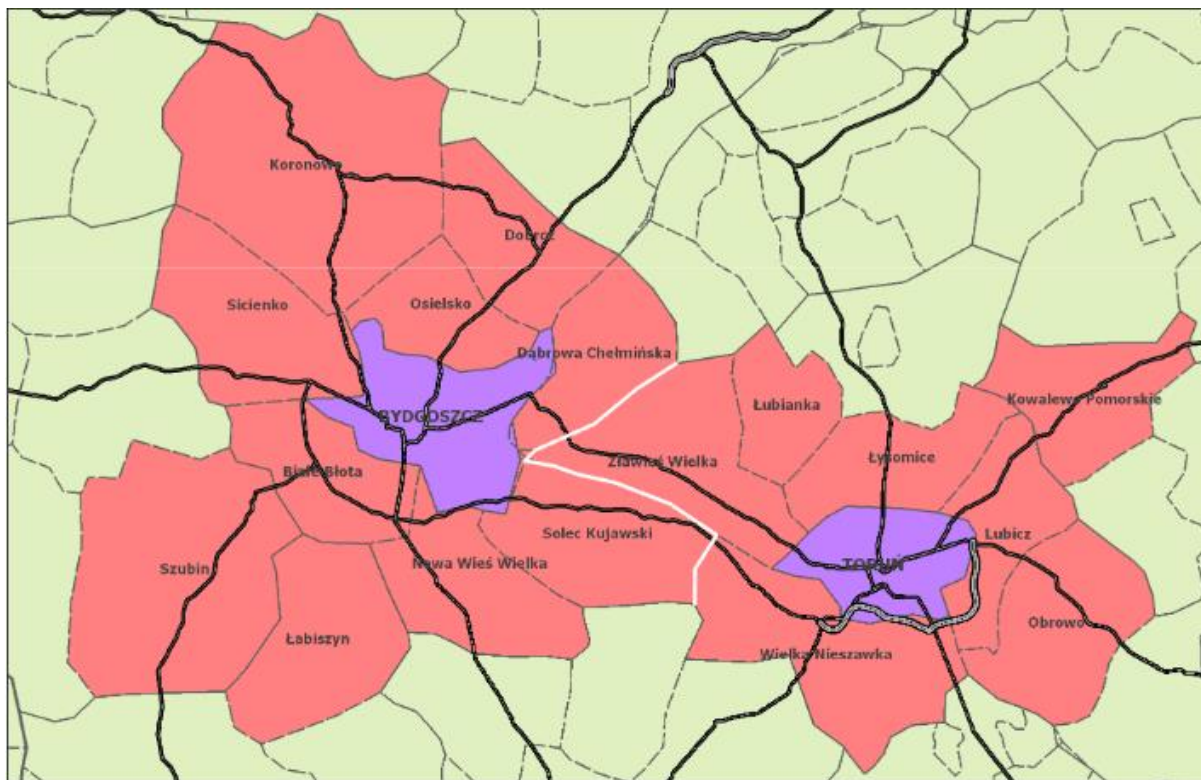 Koronowo
Dobrcz
Sicienko
Osielsko
Dąbrowa Chełmińska
BYDGOSZCZ
Łubianka
Kowalewo Pomorskie
Białe Błota
Zławieś Wielka
Łysomice
Solec Kujawski
Lubicz
Szubin
Nowa Wieś Wielka
TORUŃ
Łabiszyn
Obrowo
Wielka Nieszawka